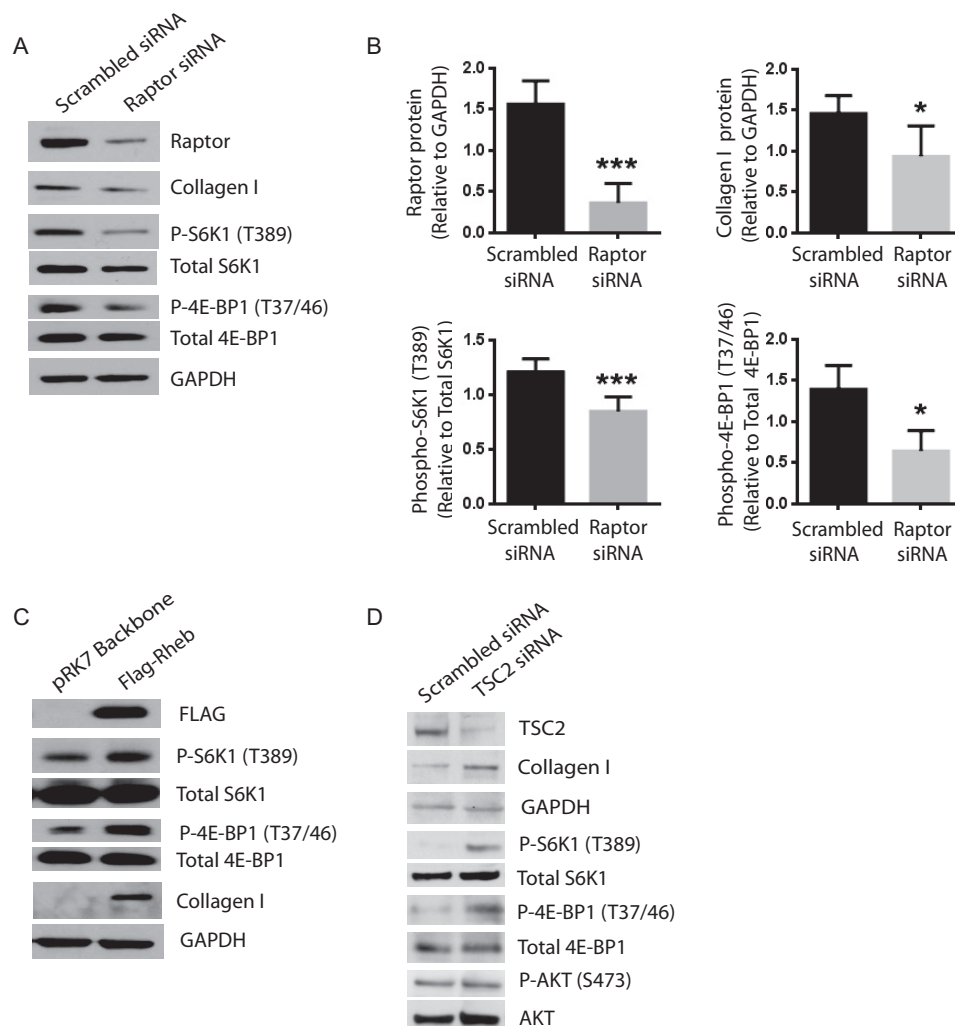 A
Scrambled siRNA
Raptor siRNA
Raptor
Collagen I
P-S6K1 (T389)
Total S6K1
P-4E-BP1 (T37/46)
Total 4E-BP1
GAPDH
B
Raptor protein
(Relative to GAPDH)
2.0
1.5
1.0
0.5
0.0
***
Scrambled
siRNA
Raptor
siRNA
Collagen I protein
(Relative to GAPDH)
2.0
1.5
1.0
0.5
0.0
*
Scrambled
siRNA
Raptor
siRNA
Phospho-S6K1 (T389)
(Relative to Total S6K1)
1.5
1.0
0.5
0.0
***
Scrambled
siRNA
Raptor
siRNA
Phospho-4E-BP1 (T37/46)
(Relative to Total 4E-BP1)
2.0
1.5
1.0
0.5
0.0
*
Scrambled
siRNA
Raptor
siRNA
C
pRK7 Backbone
Flag-Rheb
FLAG
P-S6K1 (T389)
Total S6K1
P-4E-BP1 (T37/46)
Total 4E-BP1
Collagen I
GAPDH
D
Scrambled siRNA
TSC2 siRNA
TSC2
Collagen I
GAPDH
P-S6K1 (T389)
Total S6K1
P-4E-BP1 (T37/46)
Total 4E-BP1
P-AKT (S473)
AKT